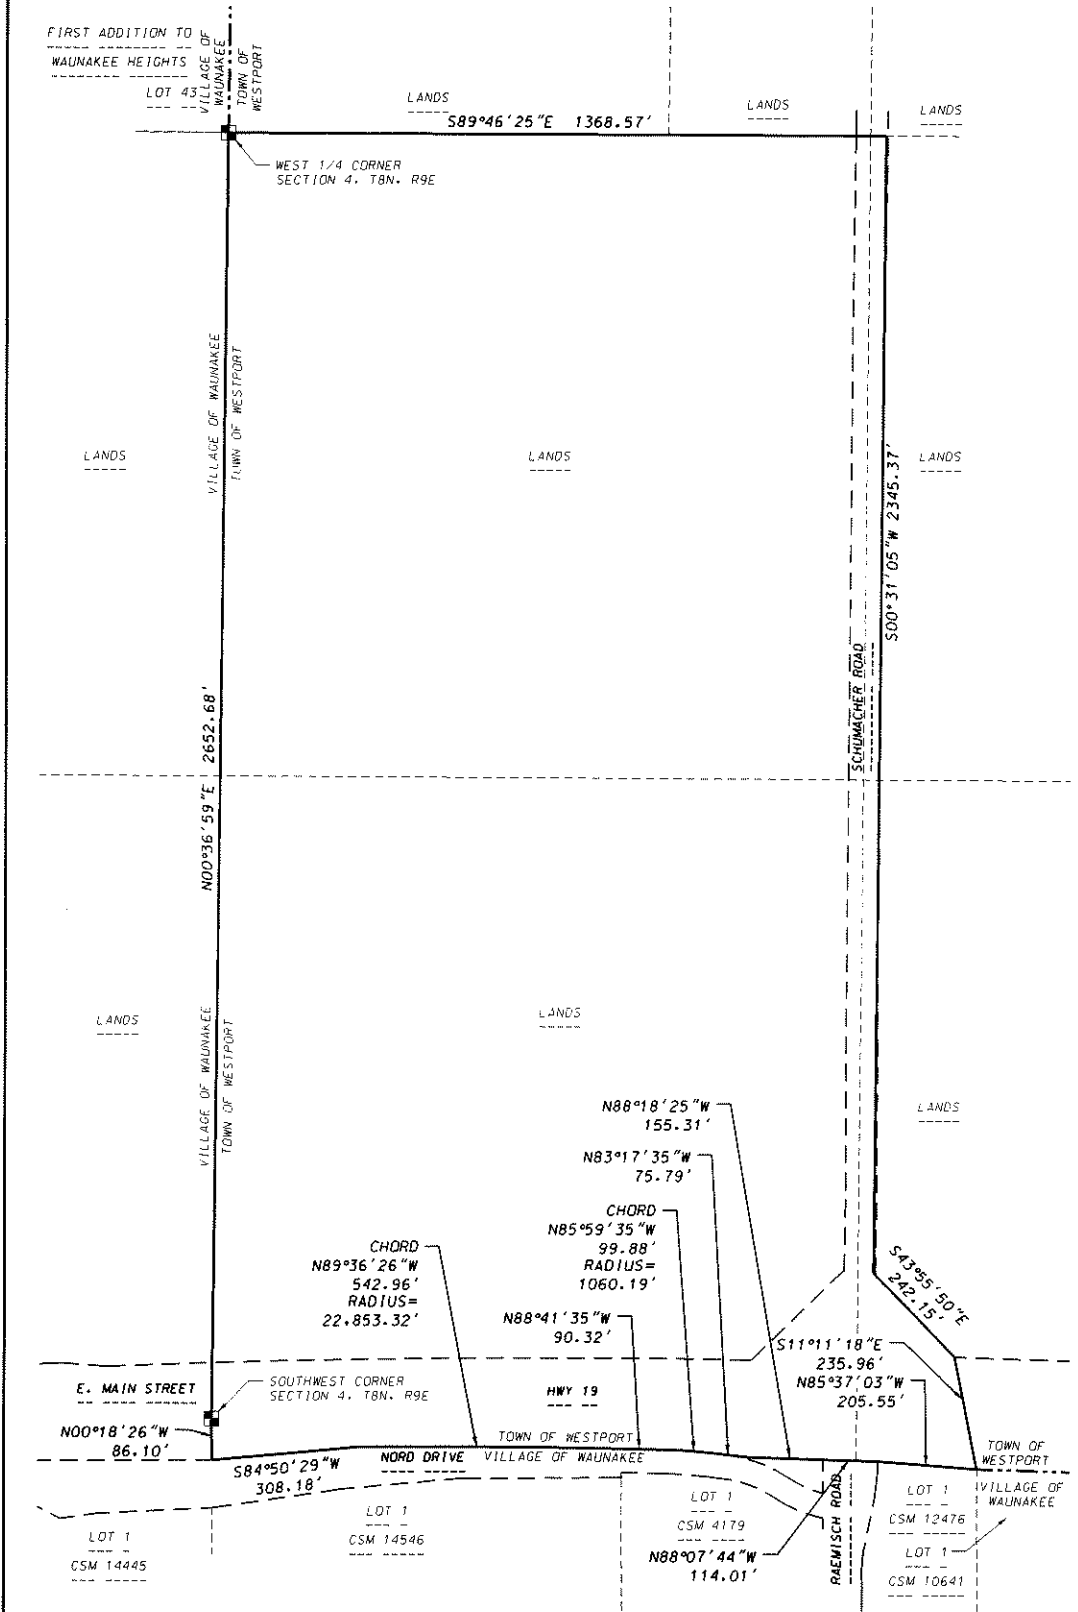 FIRST ADDITION TO
WAUNAKEE HEIGHTS
LOT 43
VILLAGE OF
WAUNAKEE
TOWN OF
WESTPORT
LANDS
LANDS
LANDS
S89°46'25"E 1368.57'
WEST 1/4 CORNER
SECTION 4, T8N, R9E
VILLAGE OF WAUNAKEE
TOWN OF WESTPORT
LANDS
LANDS
LANDS
S00°31'05"W 2345.37'
SCHUMACHER ROAD
N00°36'59"E 2652.68'
LANDS
VILLAGE OF WAUNAKEE
TOWN OF WESTPORT
LANDS
LANDS
N88°18'25"W
155.31'
N83°17'35"W
75.79'
CHORD
N85°59'35"W
99.88'
RADIUS=
1060.19'
CHORD
N89°36'26"W
542.96'
RADIUS=
22,853.32'
N88°41'35"W
90.32'
S43°55'50"E
242.15'
S11°11'18"E
235.96'
N85°37'03"W
205.55'
E. MAIN STREET
SOUTHWEST CORNER
SECTION 4, T8N, R9E
HWY 19
N00°18'26"W
86.10'
S84°50'29"W
308.18'
NORD DRIVE
TOWN OF WESTPORT
VILLAGE OF WAUNAKEE
TOWN OF
WESTPORT
VILLAGE OF
WAUNAKEE
LOT 1
CSM 14445
LOT 1
CSM 14546
LOT 1
CSM 4179
N88°07'44"W
114.01'
RAEMISCH ROAD
LOT 1
CSM 12476
LOT 1
CSM 10641